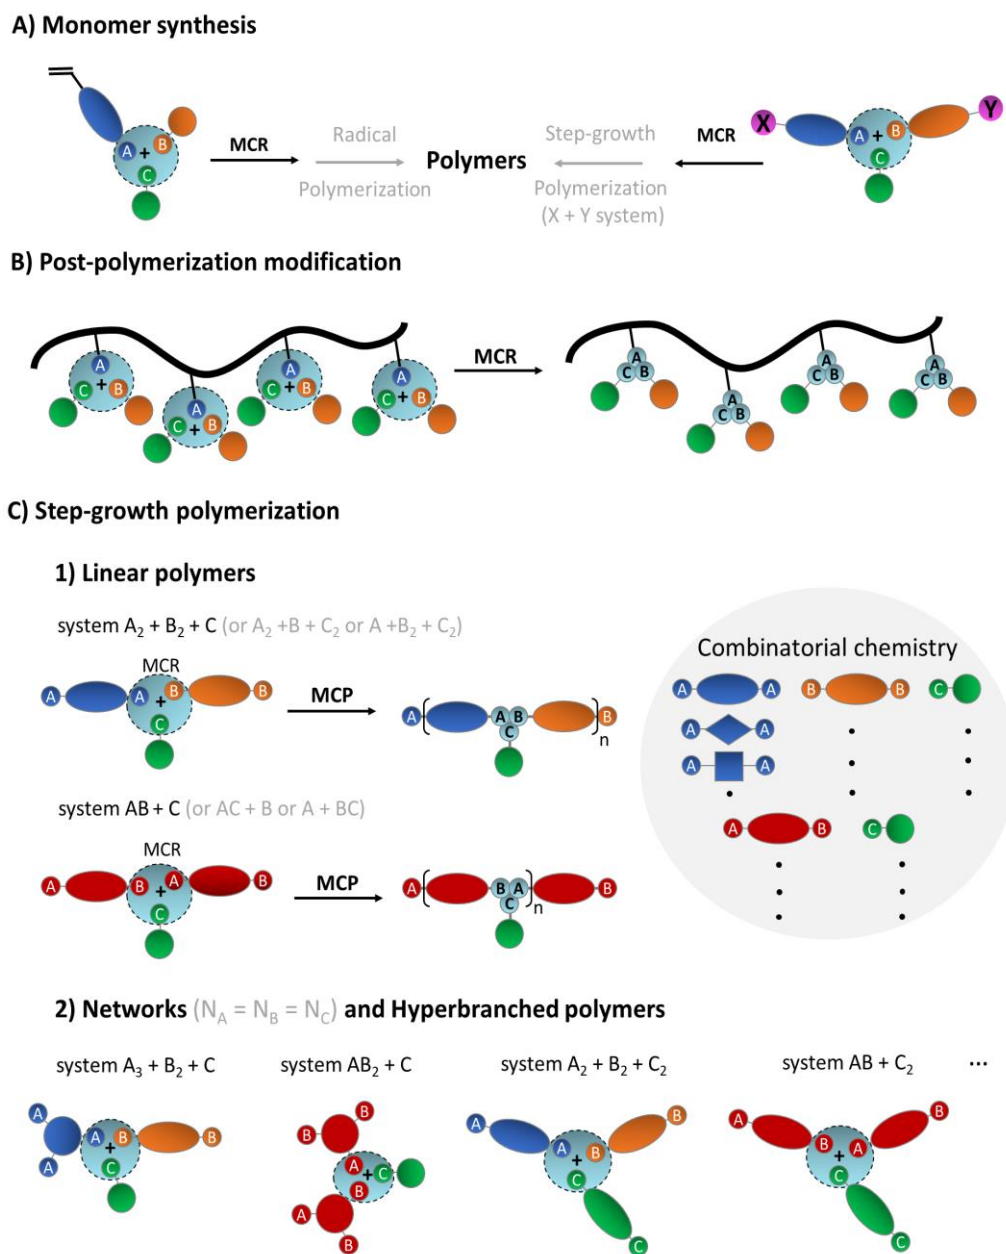 A) Monomer synthesis
A + B
C
MCR
Radical
Polymerization
Polymers
Step-growth
Polymerization
(X + Y system)
MCR
X A + B Y
C
B) Post-polymerization modification
A
C + B
A
C + B
A
C + B
A
C + B
MCR
A
C B
A
C B
A
C B
A
C B
C) Step-growth polymerization
1) Linear polymers
system A₂ + B₂ + C (or A₂ +B + C₂ or A +B₂ + C₂)
MCR
A A + B B
C
MCP
A A B B
C
n
system AB + C (or AC + B or A + BC)
MCR
A B + A B
C
MCP
A B A B
C
n
Combinatorial chemistry
A A B B C
A A
A A
A B C
2) Networks (N_A = N_B = N_C) and Hyperbranched polymers
system A₃ + B₂ + C
A
A + B B
A C
system AB₂ + C
B
B
A + C
B
A
B
system A₂ + B₂ + C₂
A B
A + B
C
C
system AB + C₂
A B
B + A
C
C
...